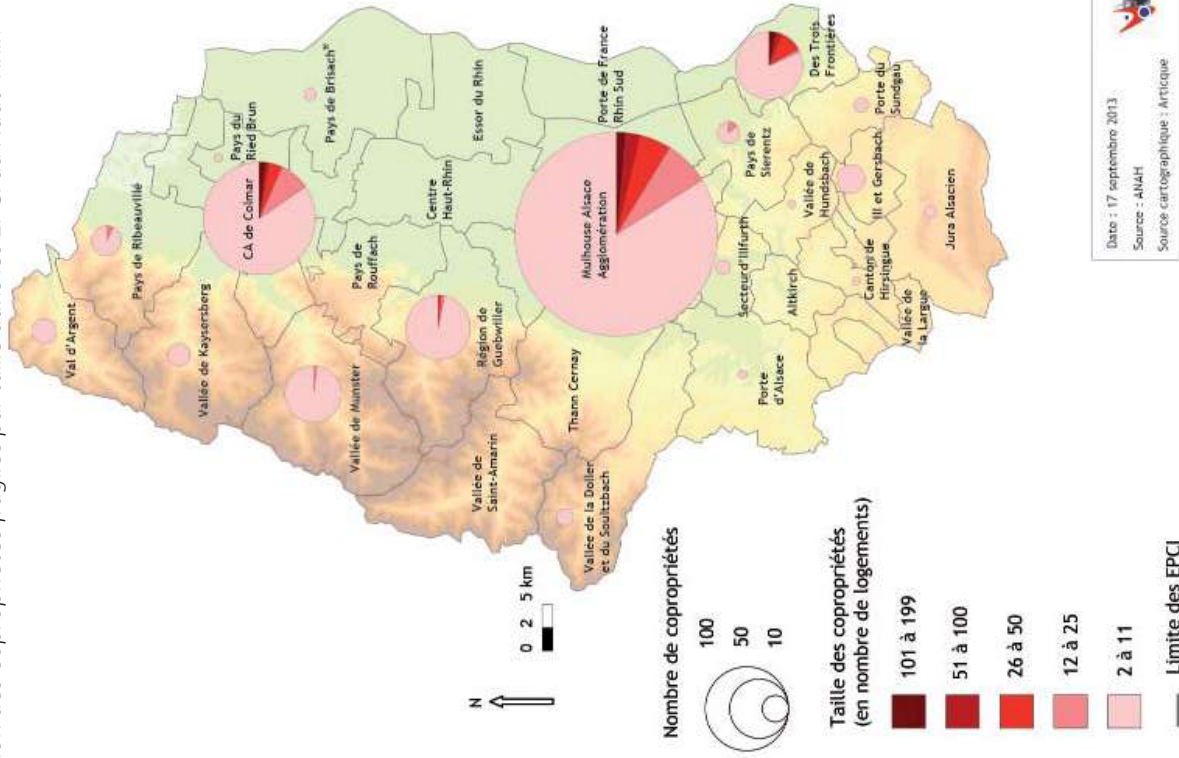 Val d'Argent
Pays de Ribeauvillé
Vallée de Kaysersberg
Pays du
Ried Brun
CA de Colmar
Pays de Brisach*
Vallée de Munster
Pays de
Rouffach
Centre
Haut-Rhin
Essor du Rhin
Région de
Guebwiller
Vallée de
Saint-Amarin
Thann Cernay
Mulhouse Alsace
Agglomération
Porte de France
Rhin Sud
Vallée de la Doller
et du Soultzbach
Porte
d'Alsace
Secteur d'Illfurth
Pays de
Sierentz
Des Trois
Frontières
Altkirch
Vallée de
Hundsbach
Porte du
Sundgau
Canton de
Hirsingue
Ill et Gersbach
Vallée de
la Largue
Jura Alsacien
N
0 2 5 km
Nombre de copropriétés
100
50
10
Taille des copropriétés
(en nombre de logements)
101 à 199
51 à 100
26 à 50
12 à 25
2 à 11
Limite des EPCI
Date : 17 septembre 2013
Source : ANAH
Source cartographique : Articque